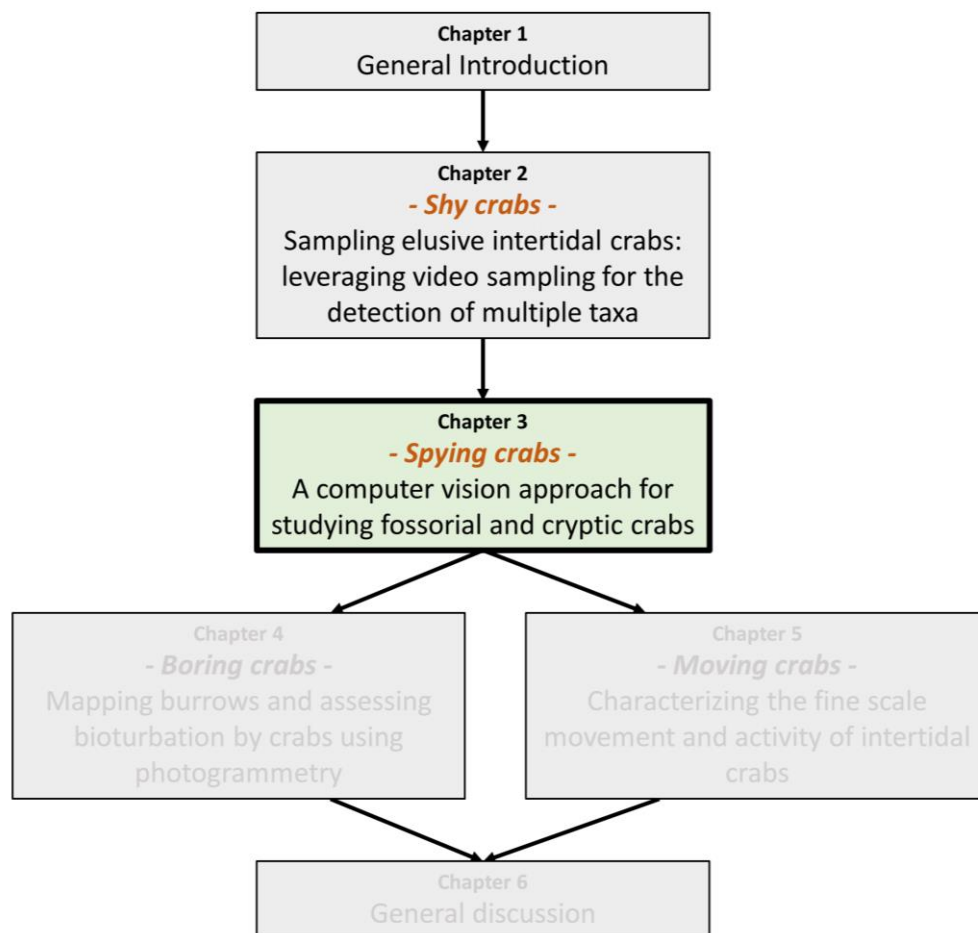 Chapter 1
General Introduction
Chapter 2
- Shy crabs -
Sampling elusive intertidal crabs:
leveraging video sampling for the
detection of multiple taxa
Chapter 3
- Spying crabs -
A computer vision approach for
studying fossorial and cryptic crabs
Chapter 4
- Boring crabs -
Mapping burrows and assessing
bioturbation by crabs using
photogrammetry
Chapter 5
- Moving crabs -
Characterizing the fine scale
movement and activity of intertidal
crabs
Chapter 6
General discussion